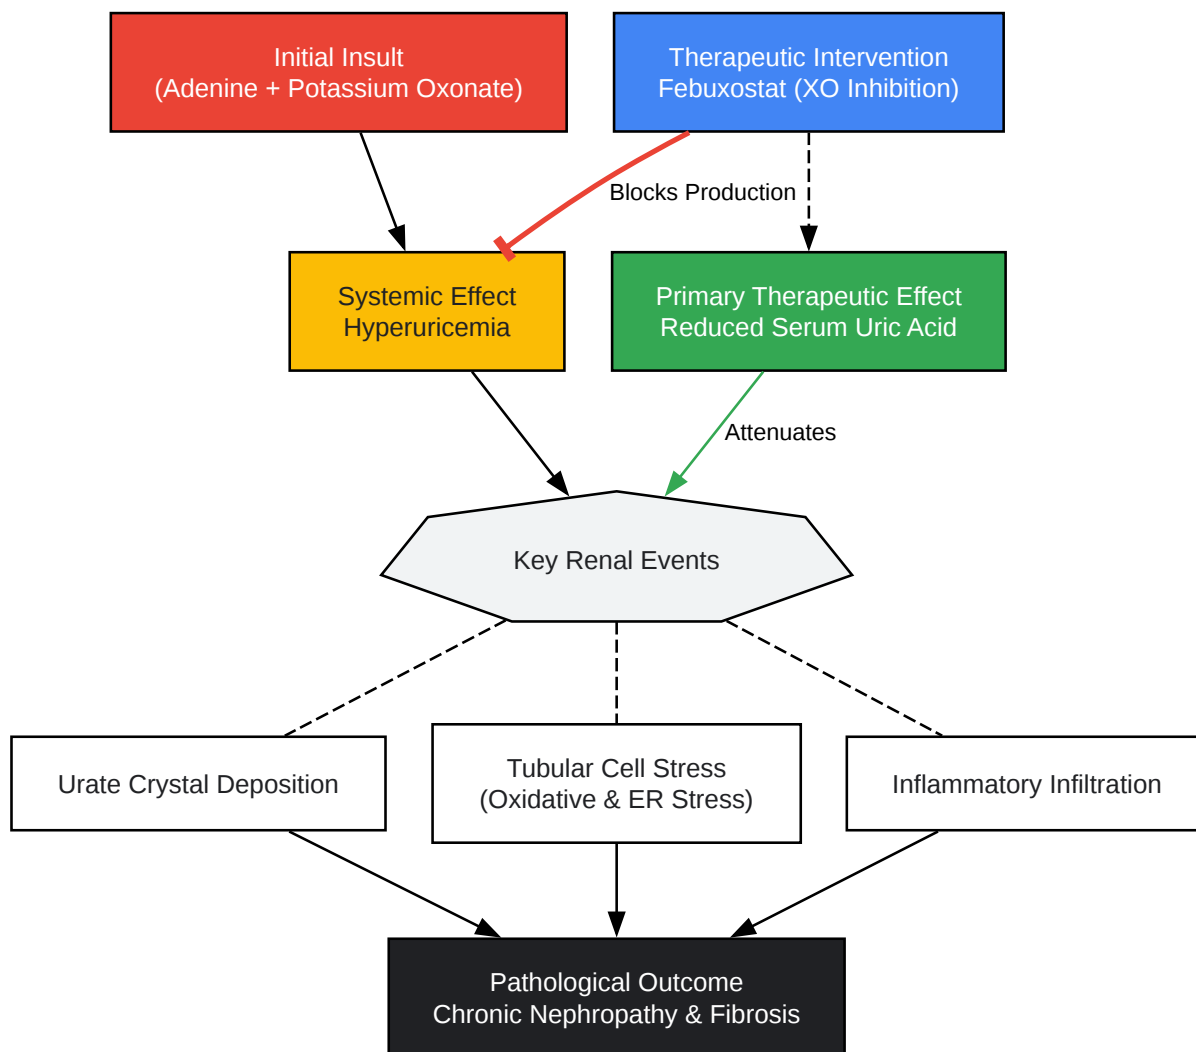 Initial Insult
(Adenine + Potassium Oxonate)
Therapeutic Intervention
Febuxostat (XO Inhibition)
Blocks Production
Systemic Effect
Hyperuricemia
Primary Therapeutic Effect
Reduced Serum Uric Acid
Attenuates
Key Renal Events
Urate Crystal Deposition
Tubular Cell Stress
(Oxidative & ER Stress)
Inflammatory Infiltration
Pathological Outcome
Chronic Nephropathy & Fibrosis